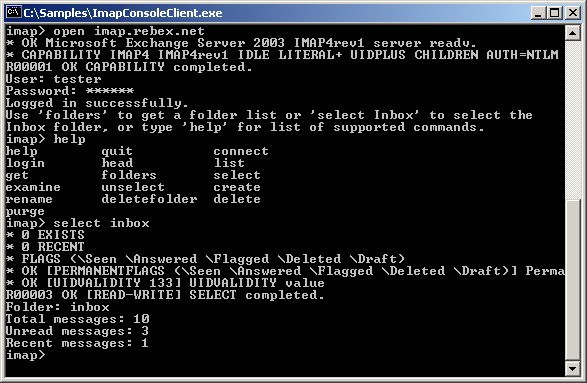 C:\Samples\ImapConsoleClient.exe
imap> open imap.rebex.net
* OK Microsoft Exchange Server 2003 IMAP4rev1 server ready.
* CAPABILITY IMAP4 IMAP4rev1 IDLE LITERAL+ UIDPLUS CHILDREN AUTH=NTLM
R00001 OK CAPABILITY completed.
User: tester
Password: ******
Logged in successfully.
Use 'folders' to get a folder list or 'select Inbox' to select the
Inbox folder, or type 'help' for list of supported commands.
imap> help
help quit connect
login head list
get folders select
examine unselect create
rename deletefolder delete
purge
imap> select inbox
* 0 EXISTS
* 0 RECENT
* FLAGS (\Seen \Answered \Flagged \Deleted \Draft)
* OK [PERMANENTFLAGS (\Seen \Answered \Flagged \Deleted \Draft)] Perma
* OK [UIDVALIDITY 133] UIDVALIDITY value
R00003 OK [READ-WRITE] SELECT completed.
Folder: inbox
Total messages: 10
Unread messages: 3
Recent messages: 1
imap>